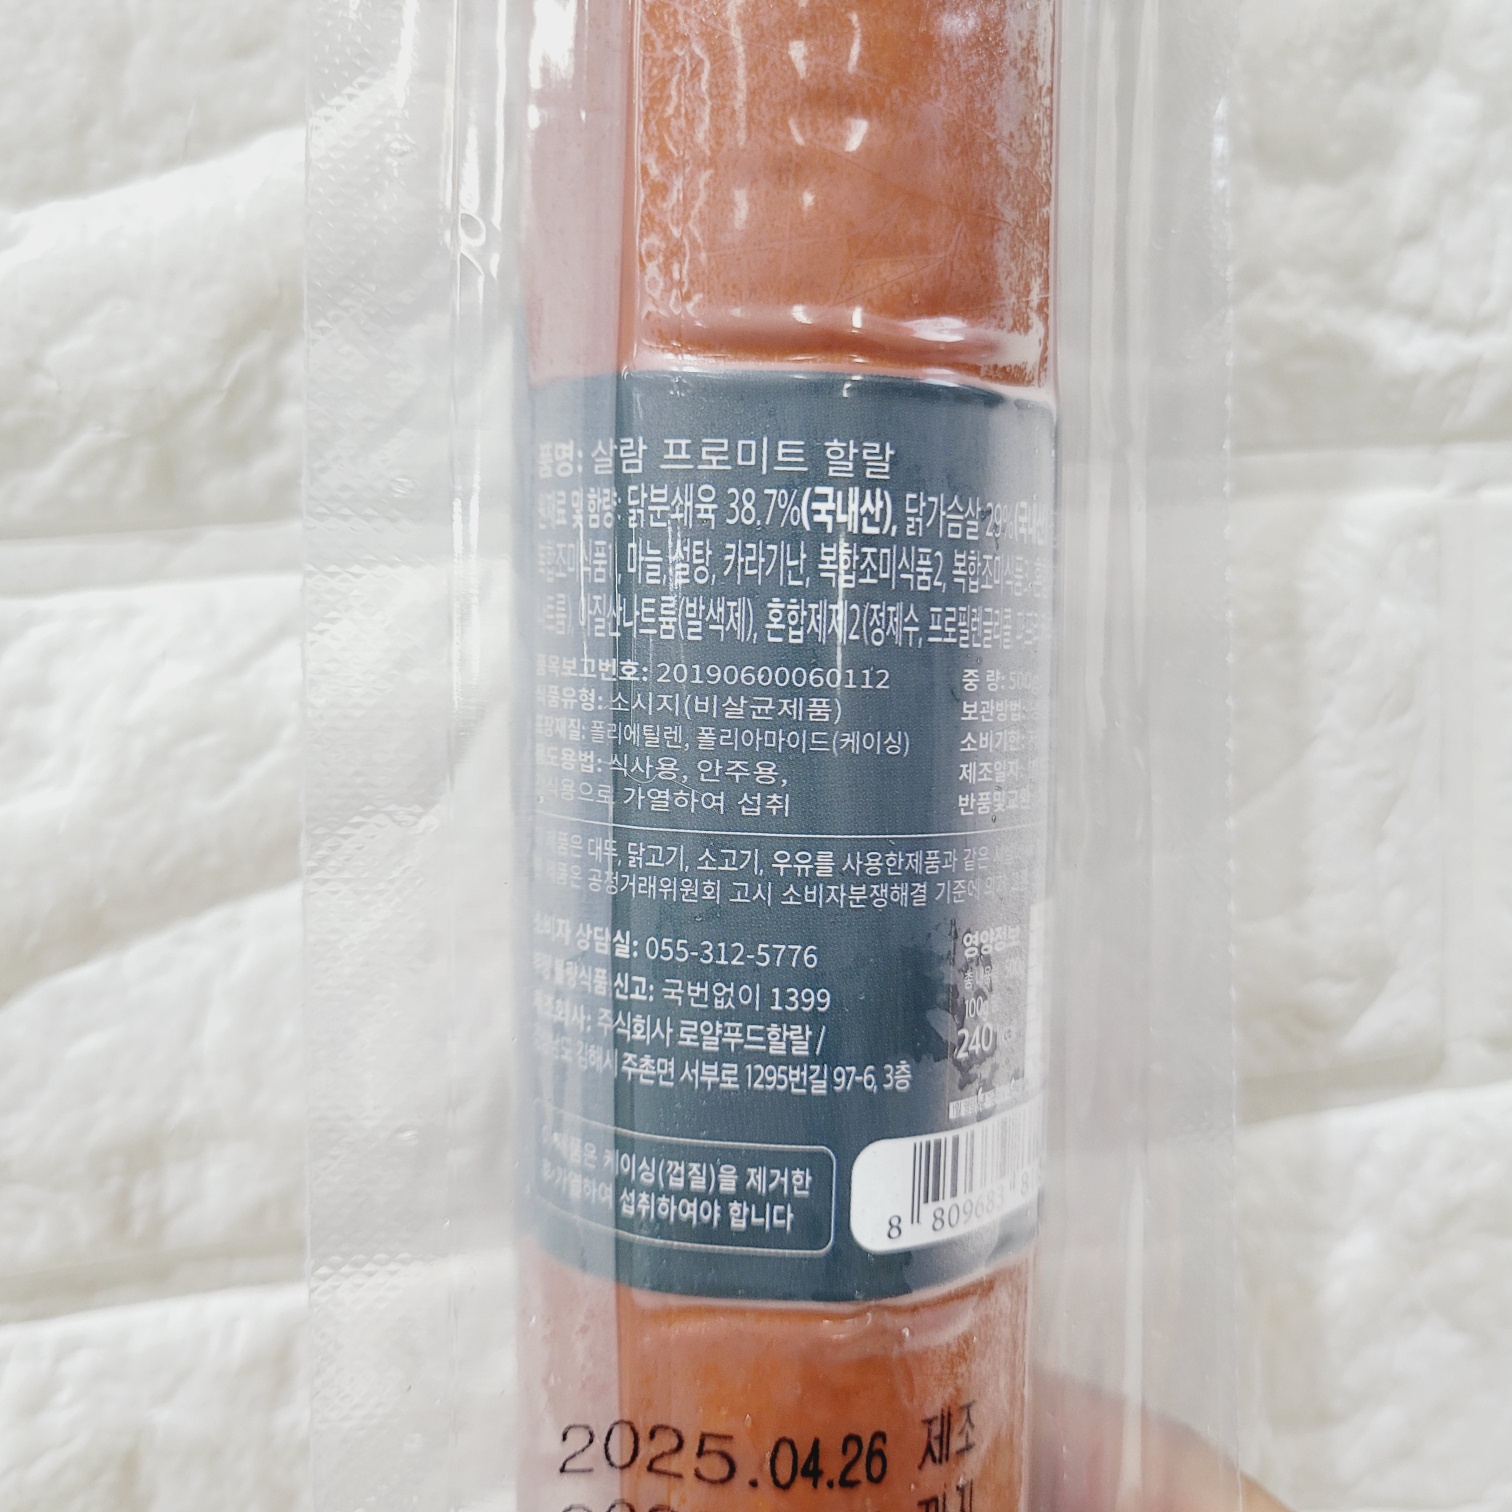 품명: 살람 프로미트 할랄
원재료 및 함량: 닭분쇄육 38.7%(국내산), 닭가슴살 29%(국내산
복합조미식품1, 마늘, 설탕, 카라기난, 복합조미식품2, 복합조미식품3,
아질산나트륨(발색제), 혼합제제2(정제수, 프로필렌글리콜,
품목보고번호: 20190600060112
중 량: 500g
식품유형: 소시지(비살균제품)
보관방법:
포장재질: 폴리에틸렌, 폴리아마이드(케이싱)
소비기한:
용도용법: 식사용, 안주용,
제조일자:
간식용으로 가열하여 섭취
반품및교환
제품은 대두, 닭고기, 소고기, 우유를 사용한제품과 같은
제품은 공정거래위원회 고시 소비자분쟁해결 기준에
소비자 상담실: 055-312-5776
영양정보
불량식품 신고: 국번없이 1399
제조회사: 주식회사 로얄푸드할랄 /
100g
240
김해시 주촌면 서부로 1295번길 97-6, 3층
제품은 케이싱(껍질)을 제거한
후 가열하여 섭취하여야 합니다
8 809683
2025.04.26 제조